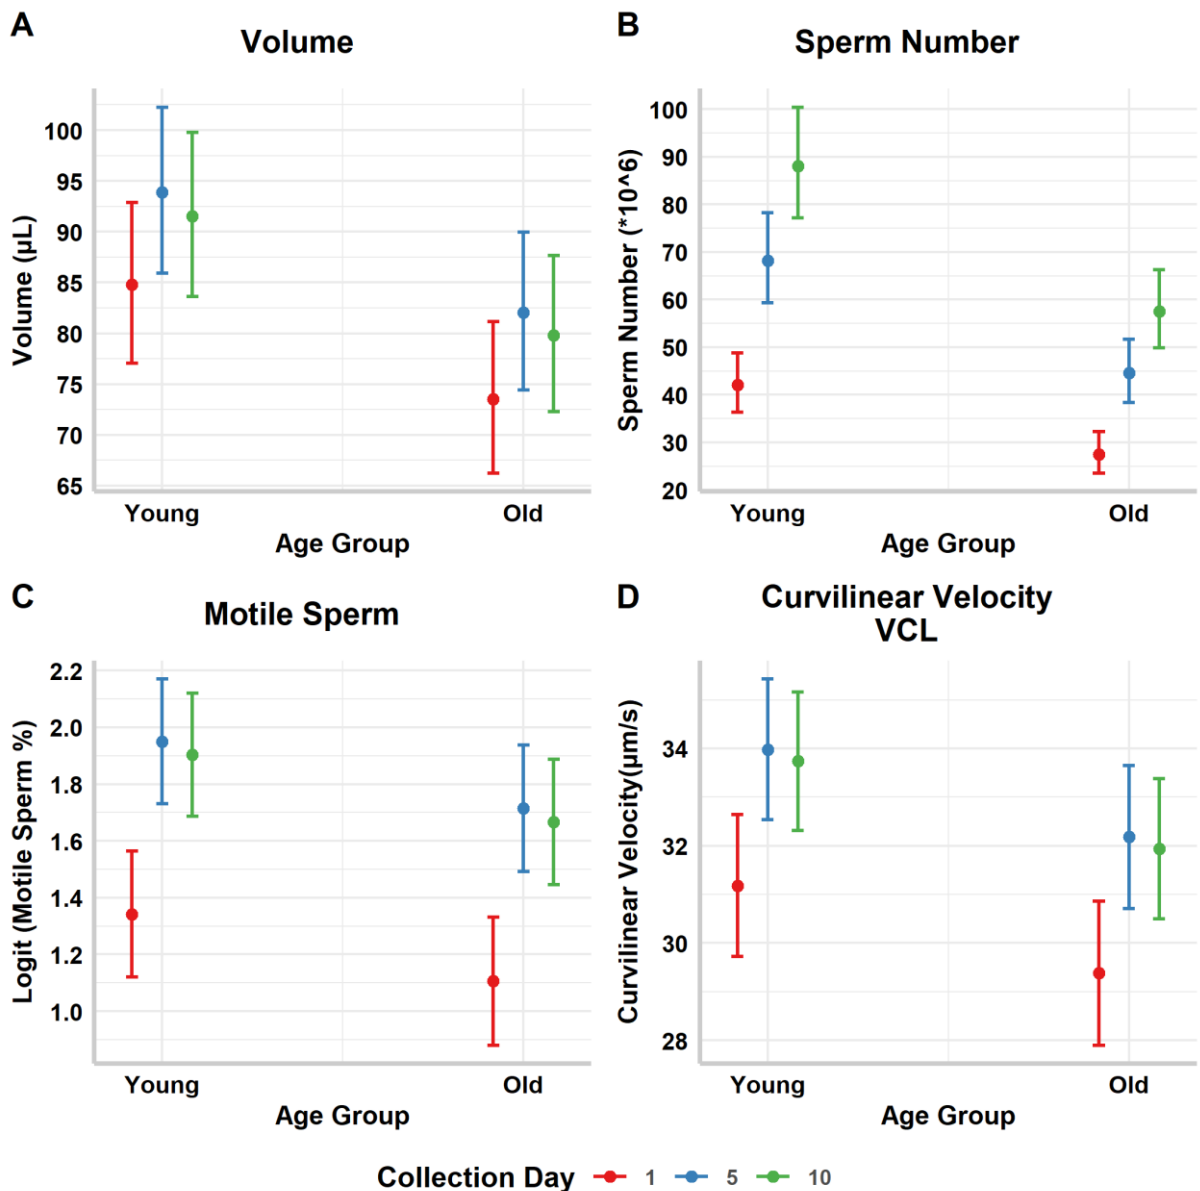 A
Volume
Volume (µL)
100
95
90
85
80
75
70
65
Young
Old
Age Group
B
Sperm Number
Sperm Number (*10^6)
100
90
80
70
60
50
40
30
20
Young
Old
Age Group
C
Motile Sperm
Logit (Motile Sperm %)
2.2
2.0
1.8
1.6
1.4
1.2
1.0
Young
Old
Age Group
D
Curvilinear Velocity
VCL
Curvilinear Velocity(µm/s)
34
32
30
28
Young
Old
Age Group
Collection Day 1 5 10